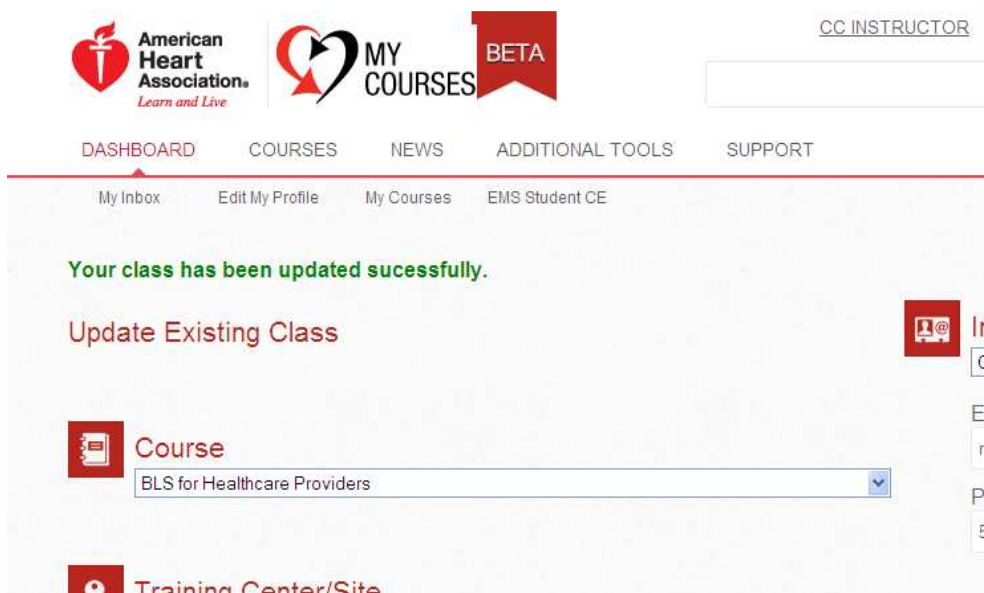 American
Heart
Association®
Learn and Live
MY
COURSES
BETA
CC INSTRUCTOR
DASHBOARD COURSES NEWS ADDITIONAL TOOLS SUPPORT
My Inbox Edit My Profile My Courses EMS Student CE
Your class has been updated sucessfully.
Update Existing Class
Course
BLS for Healthcare Providers
Training Center/Site